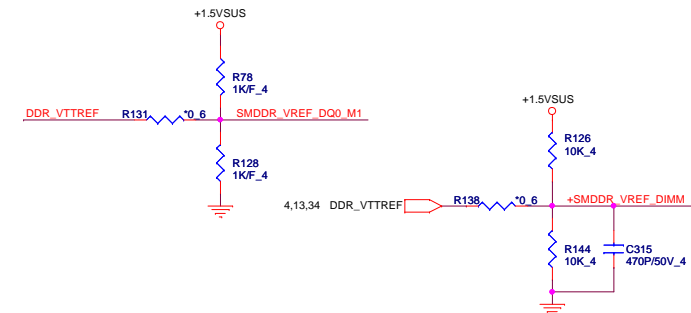 +1.5VSUS
R78
1K/F_4
DDR_VTTREF R131 *0_6 SMDDR_VREF_DQ0_M1
R128
1K/F_4
+1.5VSUS
R126
10K_4
4,13,34 DDR_VTTREF R138 *0_6 +SMDDR_VREF_DIMM
R144
10K_4
C315
470P/50V_4